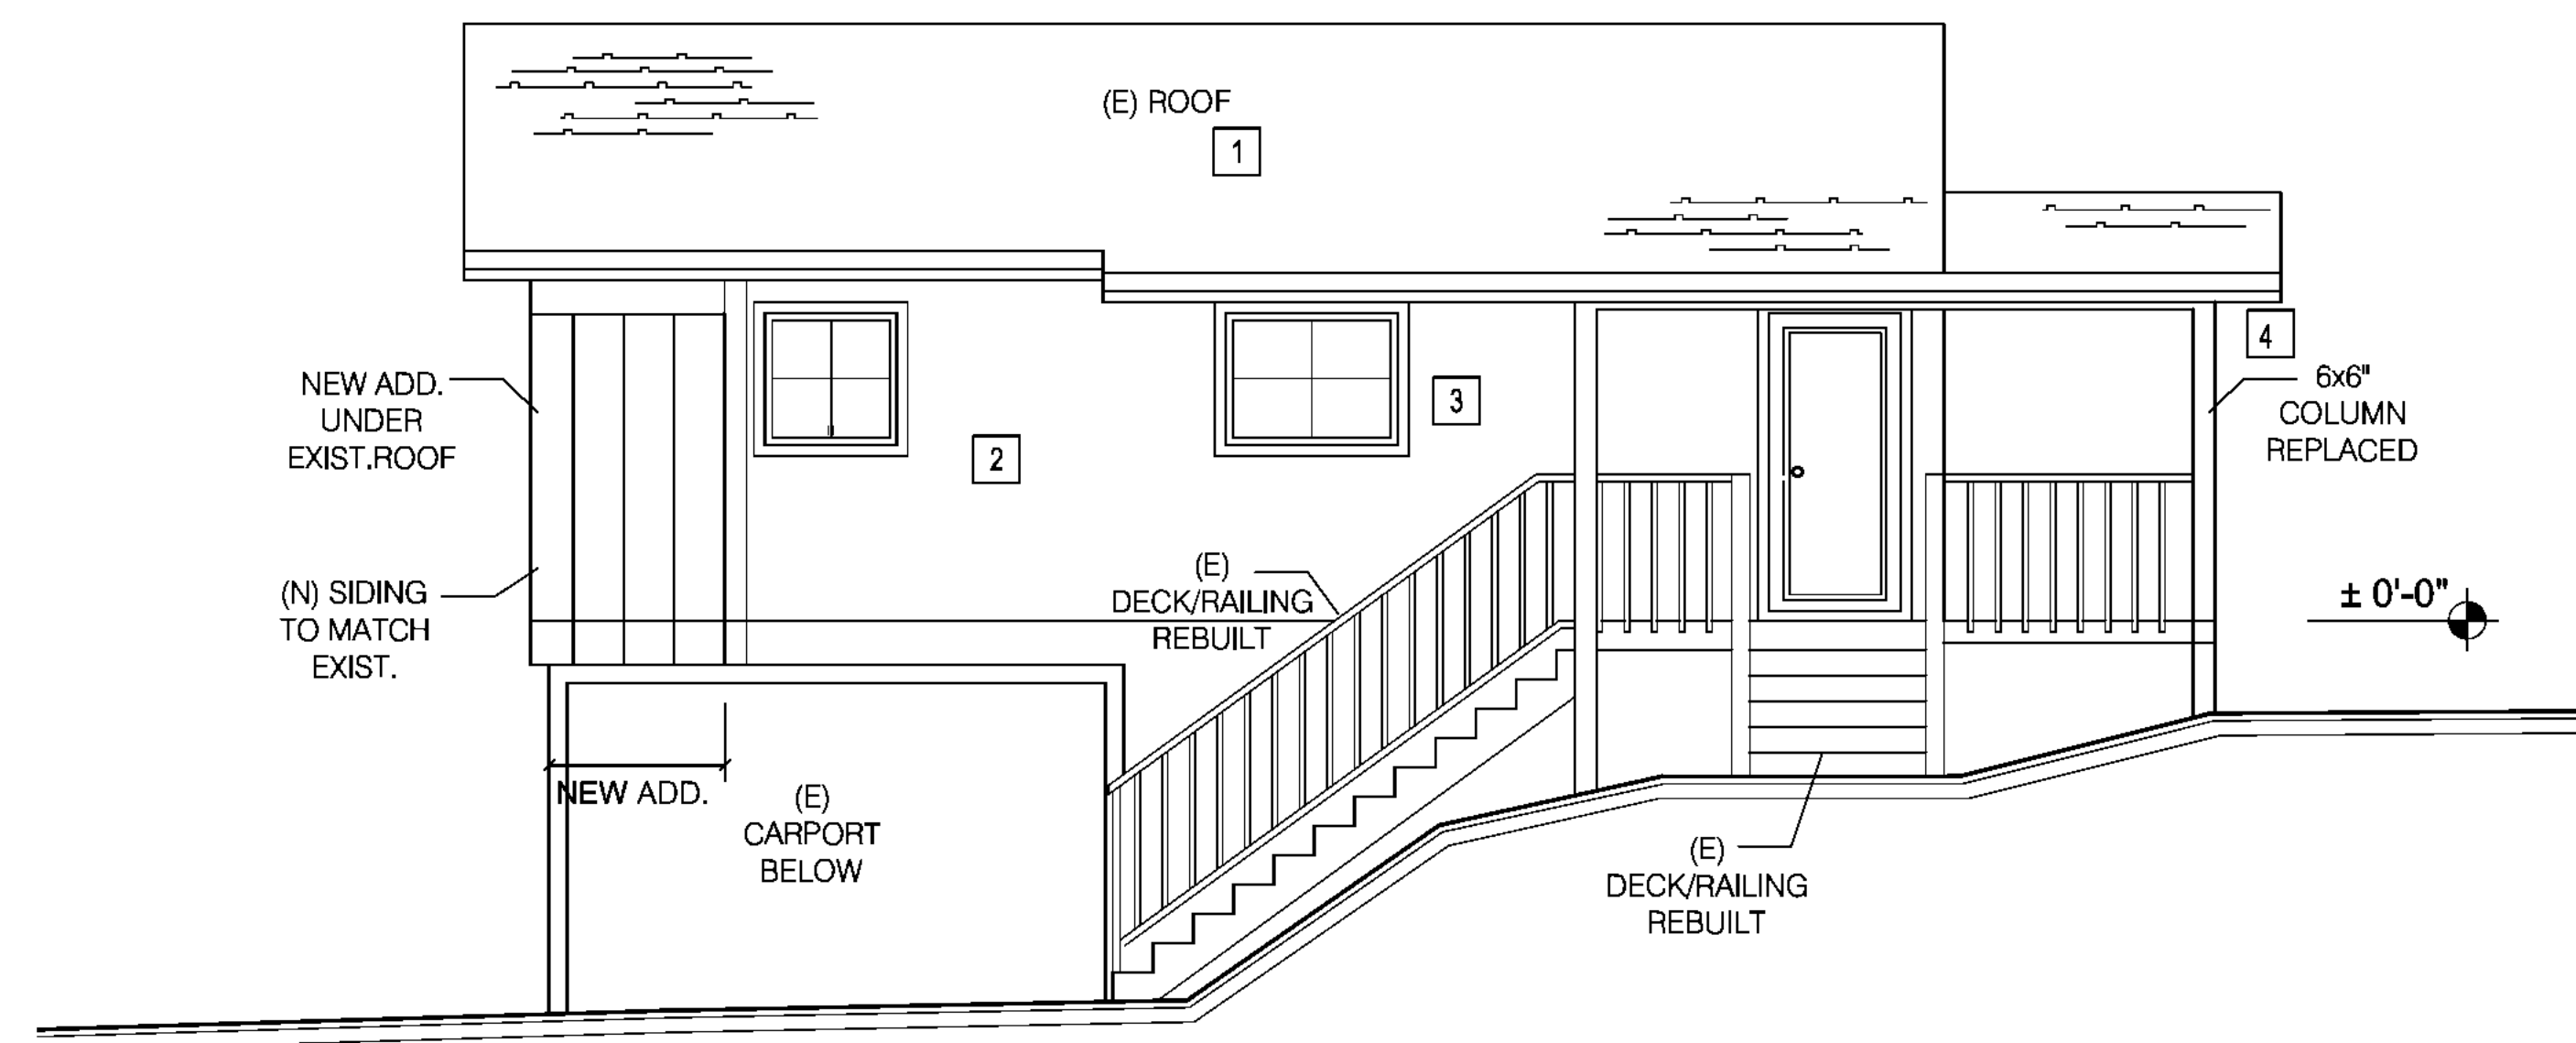 (E) ROOF
1
NEW ADD.
UNDER
EXIST.ROOF
2
3
4
6x6"
COLUMN
REPLACED
(N) SIDING
TO MATCH
EXIST.
(E)
DECK/RAILING
REBUILT
± 0'-0"
NEW ADD.
(E)
CARPORT
BELOW
(E)
DECK/RAILING
REBUILT